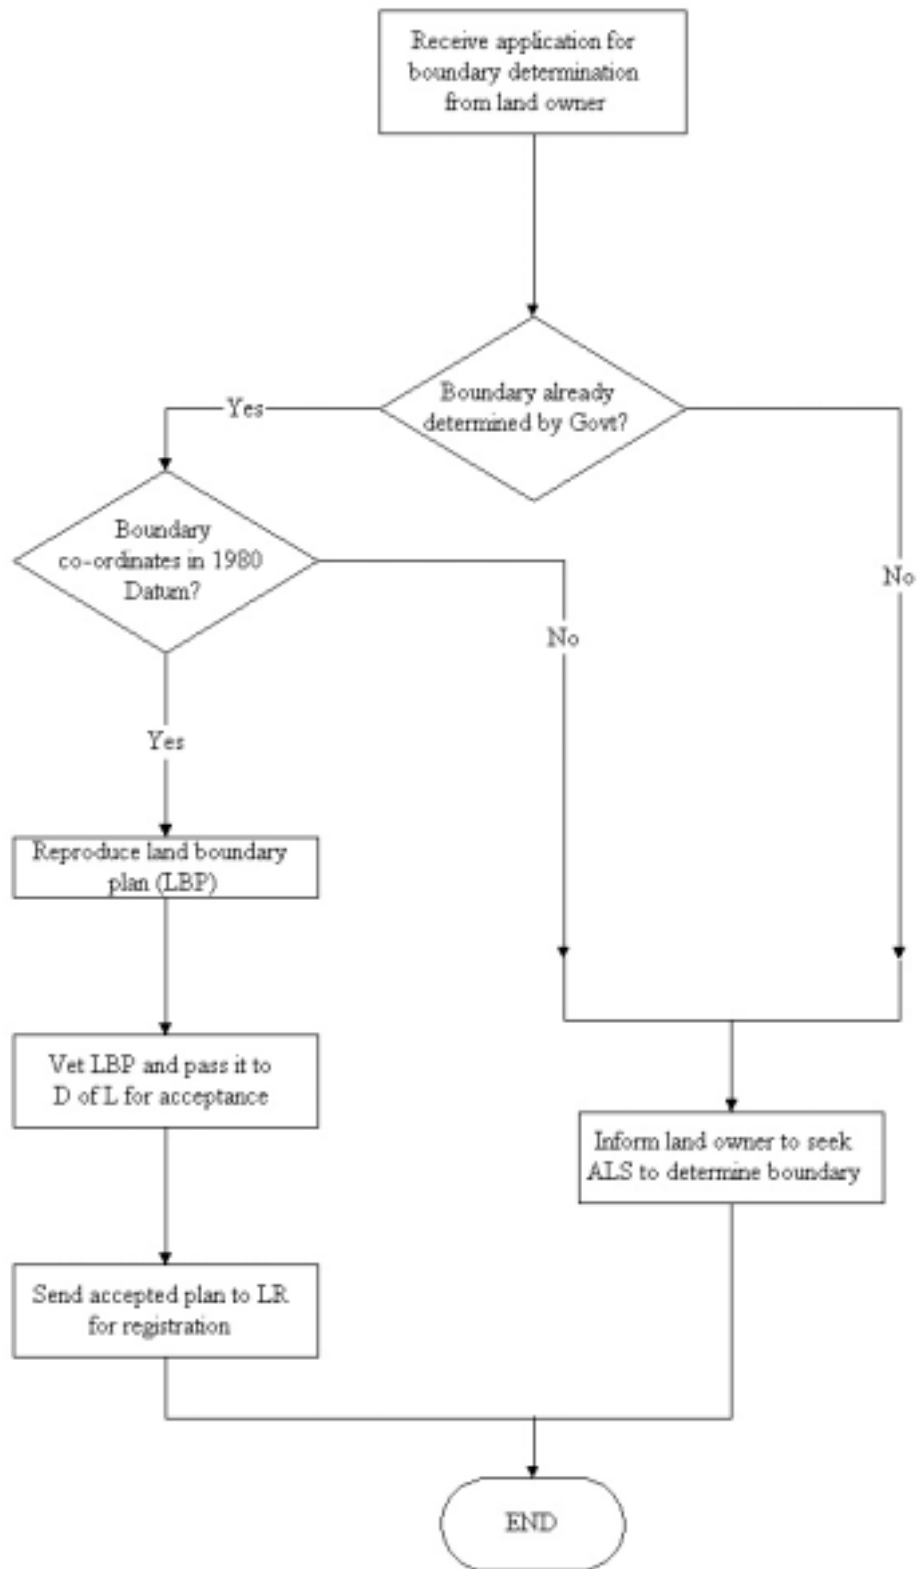 Receive application for
boundary determination
from land owner
Boundary already
determined by Govt?
Yes
No
Boundary
co-ordinates in 1980
Datum?
No
Yes
Reproduce land boundary
plan (LBP)
Vet LBP and pass it to
D of L for acceptance
Inform land owner to seek
ALS to determine boundary
Send accepted plan to LR
for registration
END